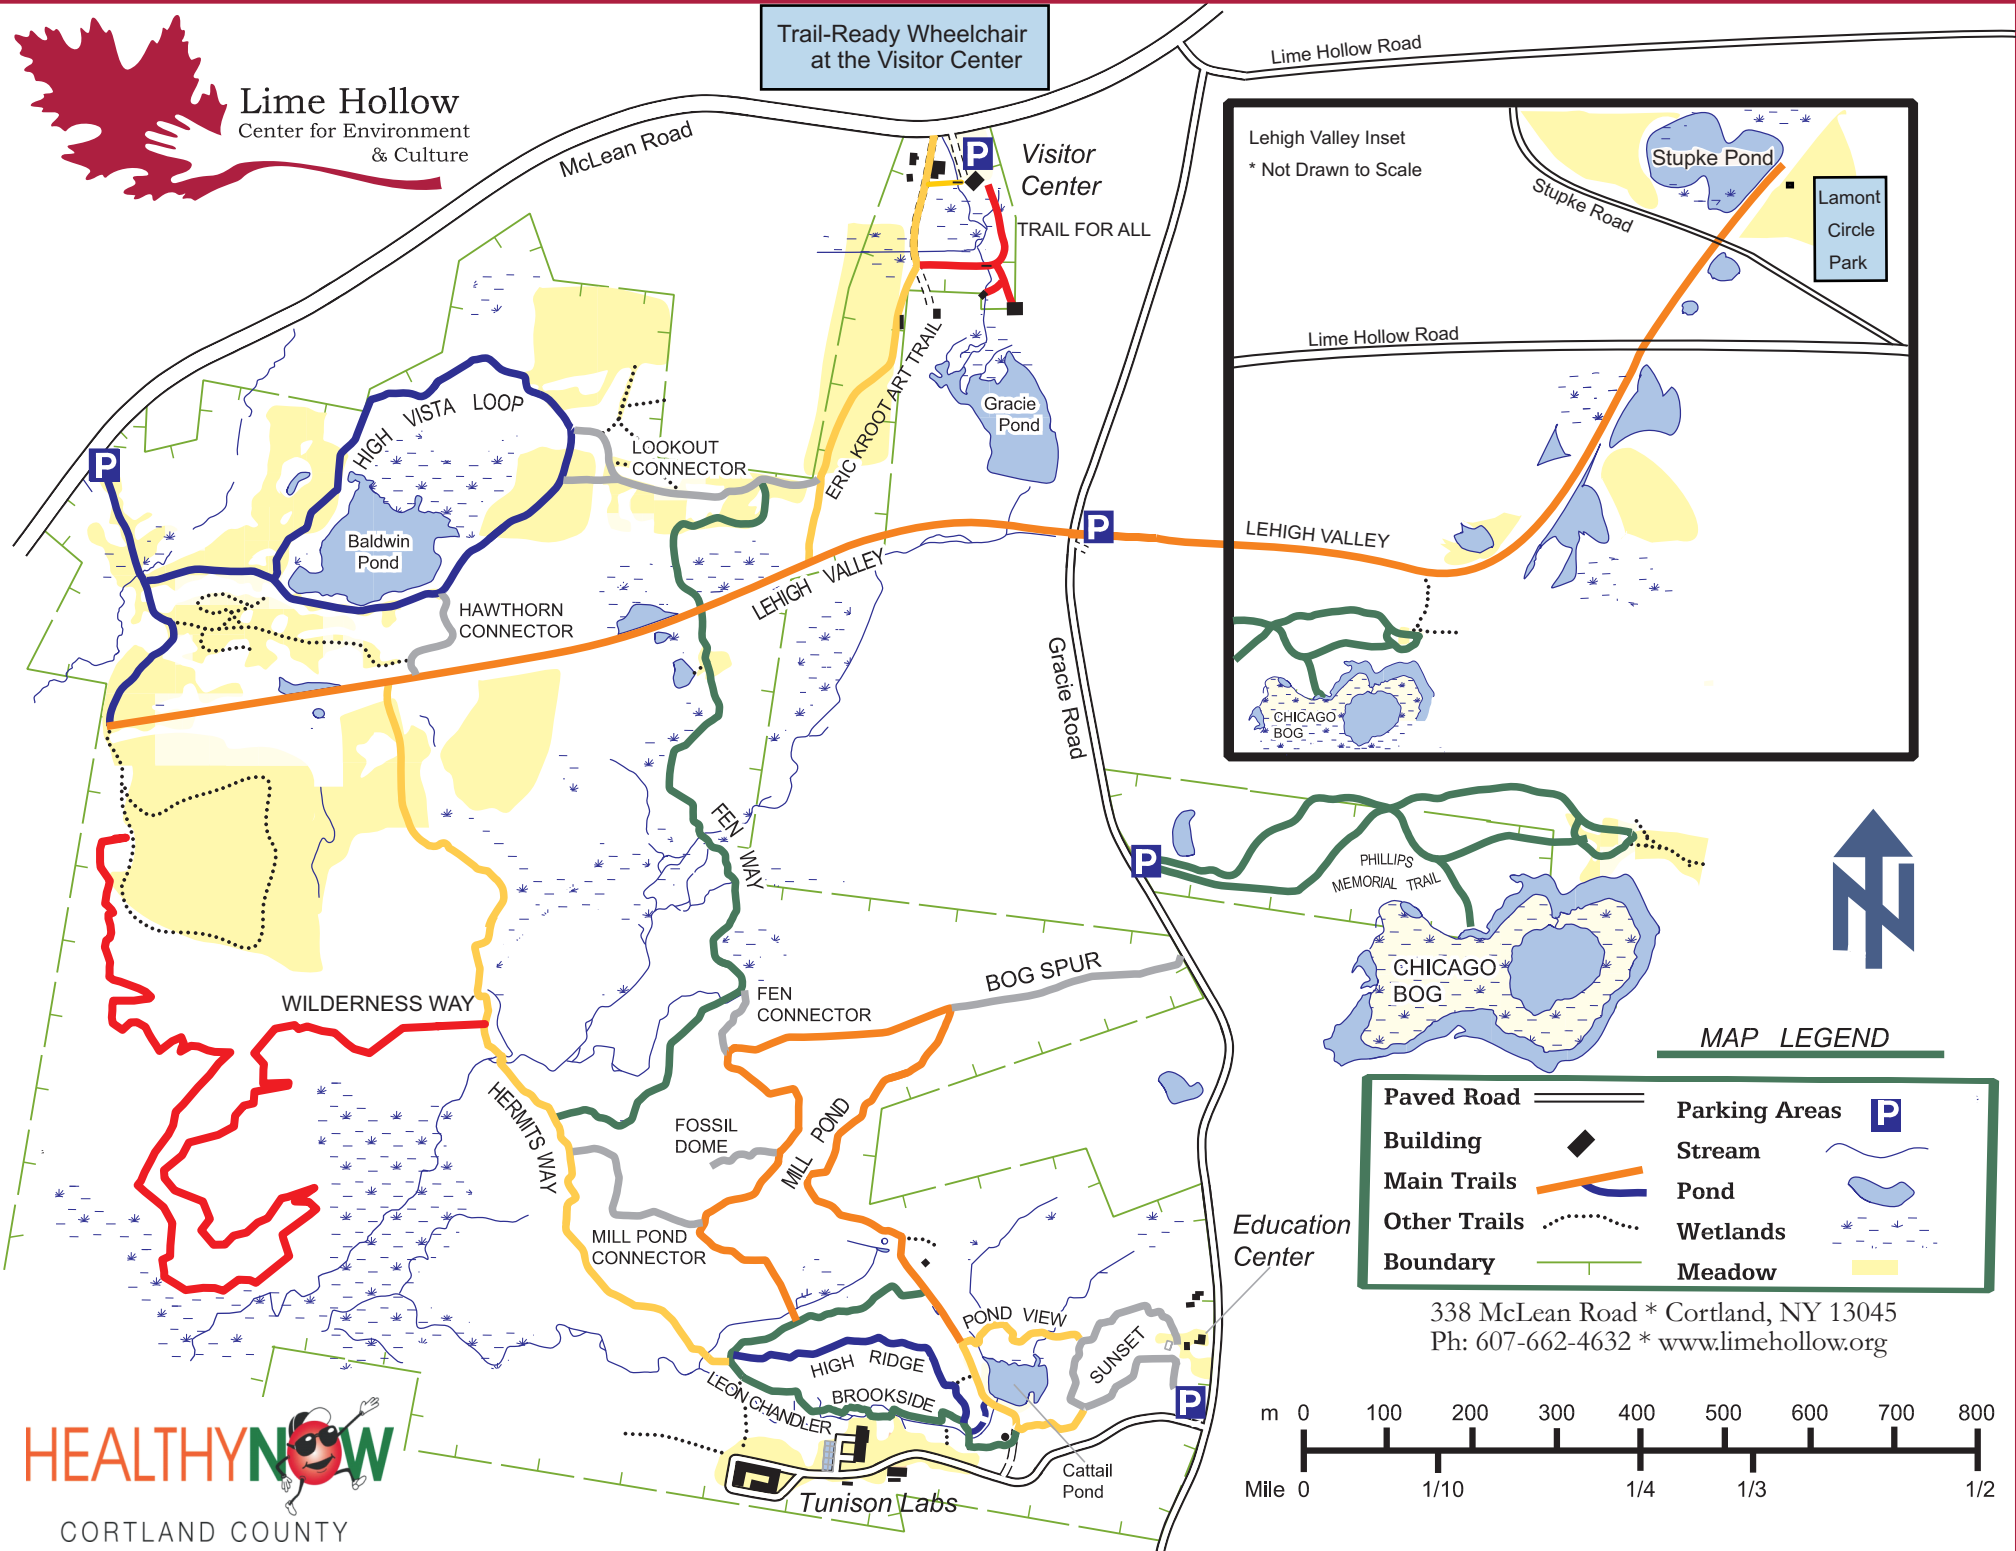 Trail-Ready Wheelchair
at the Visitor Center
Lime Hollow
Center for Environment
& Culture
McLean Road
Lime Hollow Road
P
Visitor
Center
TRAIL FOR ALL
Lehigh Valley Inset
* Not Drawn to Scale
Stupke Pond
Stupke Road
Lamont
Circle
Park
Lime Hollow Road
LEHIGH VALLEY
CHICAGO
BOG
HIGH VISTA LOOP
LOOKOUT
CONNECTOR
ERIC KROOT ART TRAIL
Gracie
Pond
P
Baldwin
Pond
P
HAWTHORN
CONNECTOR
LEHIGH VALLEY
Gracie Road
FEN WAY
P
PHILLIPS
MEMORIAL TRAIL
CHICAGO
BOG
N
WILDERNESS WAY
FEN
CONNECTOR
BOG SPUR
HERMITS WAY
FOSSIL
DOME
MILL POND
MILL POND
CONNECTOR
MAP LEGEND
Paved Road
Building
Main Trails
Other Trails
Boundary
Parking Areas P
Stream
Pond
Wetlands
Meadow
Education
Center
POND VIEW
SUNSET
HIGH RIDGE
BROOKSIDE
LEON CHANDLER
P
Cattail
Pond
Tunison Labs
338 McLean Road * Cortland, NY 13045
Ph: 607-662-4632 * www.limehollow.org
m 0 100 200 300 400 500 600 700 800
Mile 0 1/10 1/4 1/3 1/2
HEALTHYNOW
CORTLAND COUNTY